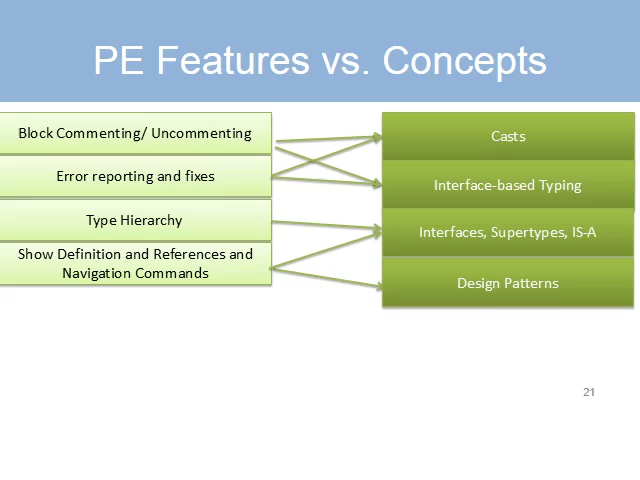 PE Features vs. Concepts
Block Commenting/ Uncommenting
Casts
Error reporting and fixes
Interface-based Typing
Type Hierarchy
Interfaces, Supertypes, IS-A
Show Definition and References and
Navigation Commands
Design Patterns
21